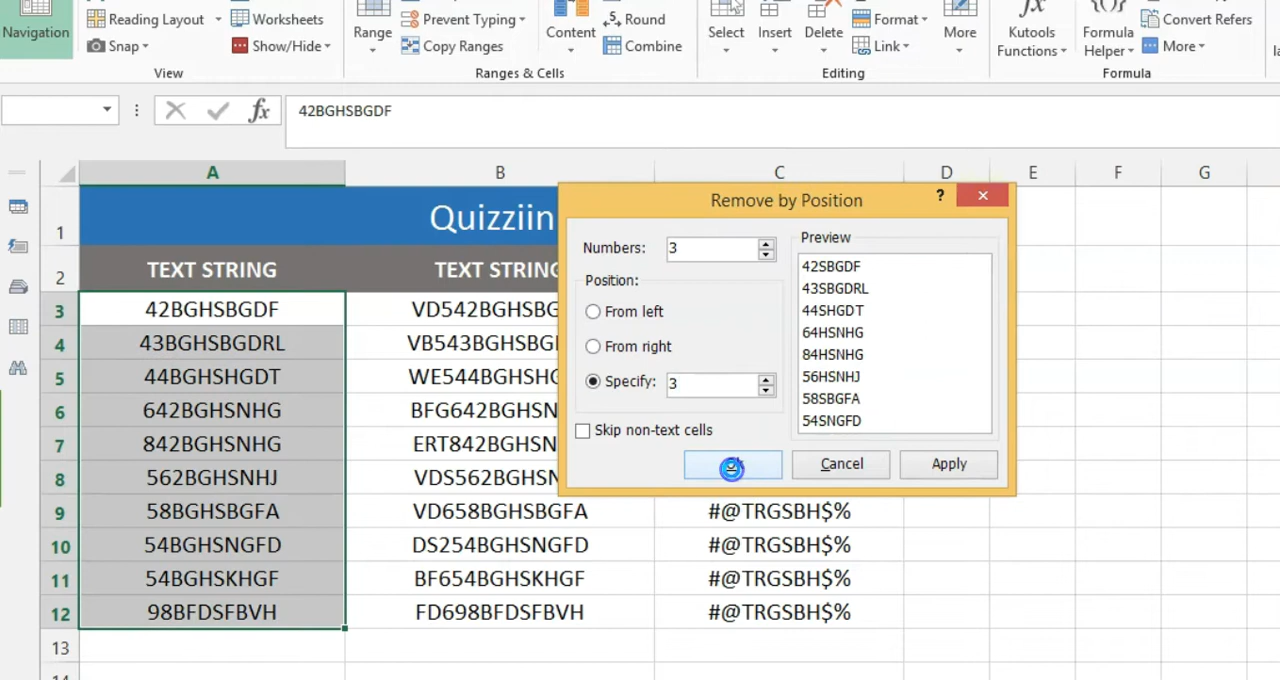 Navigation
Reading Layout
Snap
Worksheets
Show/Hide
View
Range
Prevent Typing
Copy Ranges
Content
Round
Combine
Ranges & Cells
Select
Insert
Delete
Format
Link
More
Editing
Kutools
Functions
Formula
Helper
Convert Refers
More
Formula
fx
42BGHSBGDF
A B C D E F G
1 Quizziin
2 TEXT STRING TEXT STRING
3 42BGHSBGDF VD542BGHSBG
4 43BGHSBGDRL VB543BGHSBG
5 44BGHSHGDT WE544BGHSHG
6 642BGHSNHG BFG642BGHSN
7 842BGHSNHG ERT842BGHSN
8 562BGHSNHJ VDS562BGHSN
9 58BGHSBGFA VD658BGHSBGFA #@TRGSBH$%
10 54BGHSNGFD DS254BGHSNGFD #@TRGSBH$%
11 54BGHSKHGF BF654BGHSKHGF #@TRGSBH$%
12 98BFDSFBVH FD698BFDSFBVH #@TRGSBH$%
13
Remove by Position
?
Numbers: 3
Position:
From left
From right
Specify: 3
Skip non-text cells
Preview
42SBGDF
43SBGDRL
44SHGDT
64HSNHG
84HSNHG
56HSNHJ
58SBGFA
54SNGFD
Cancel
Apply